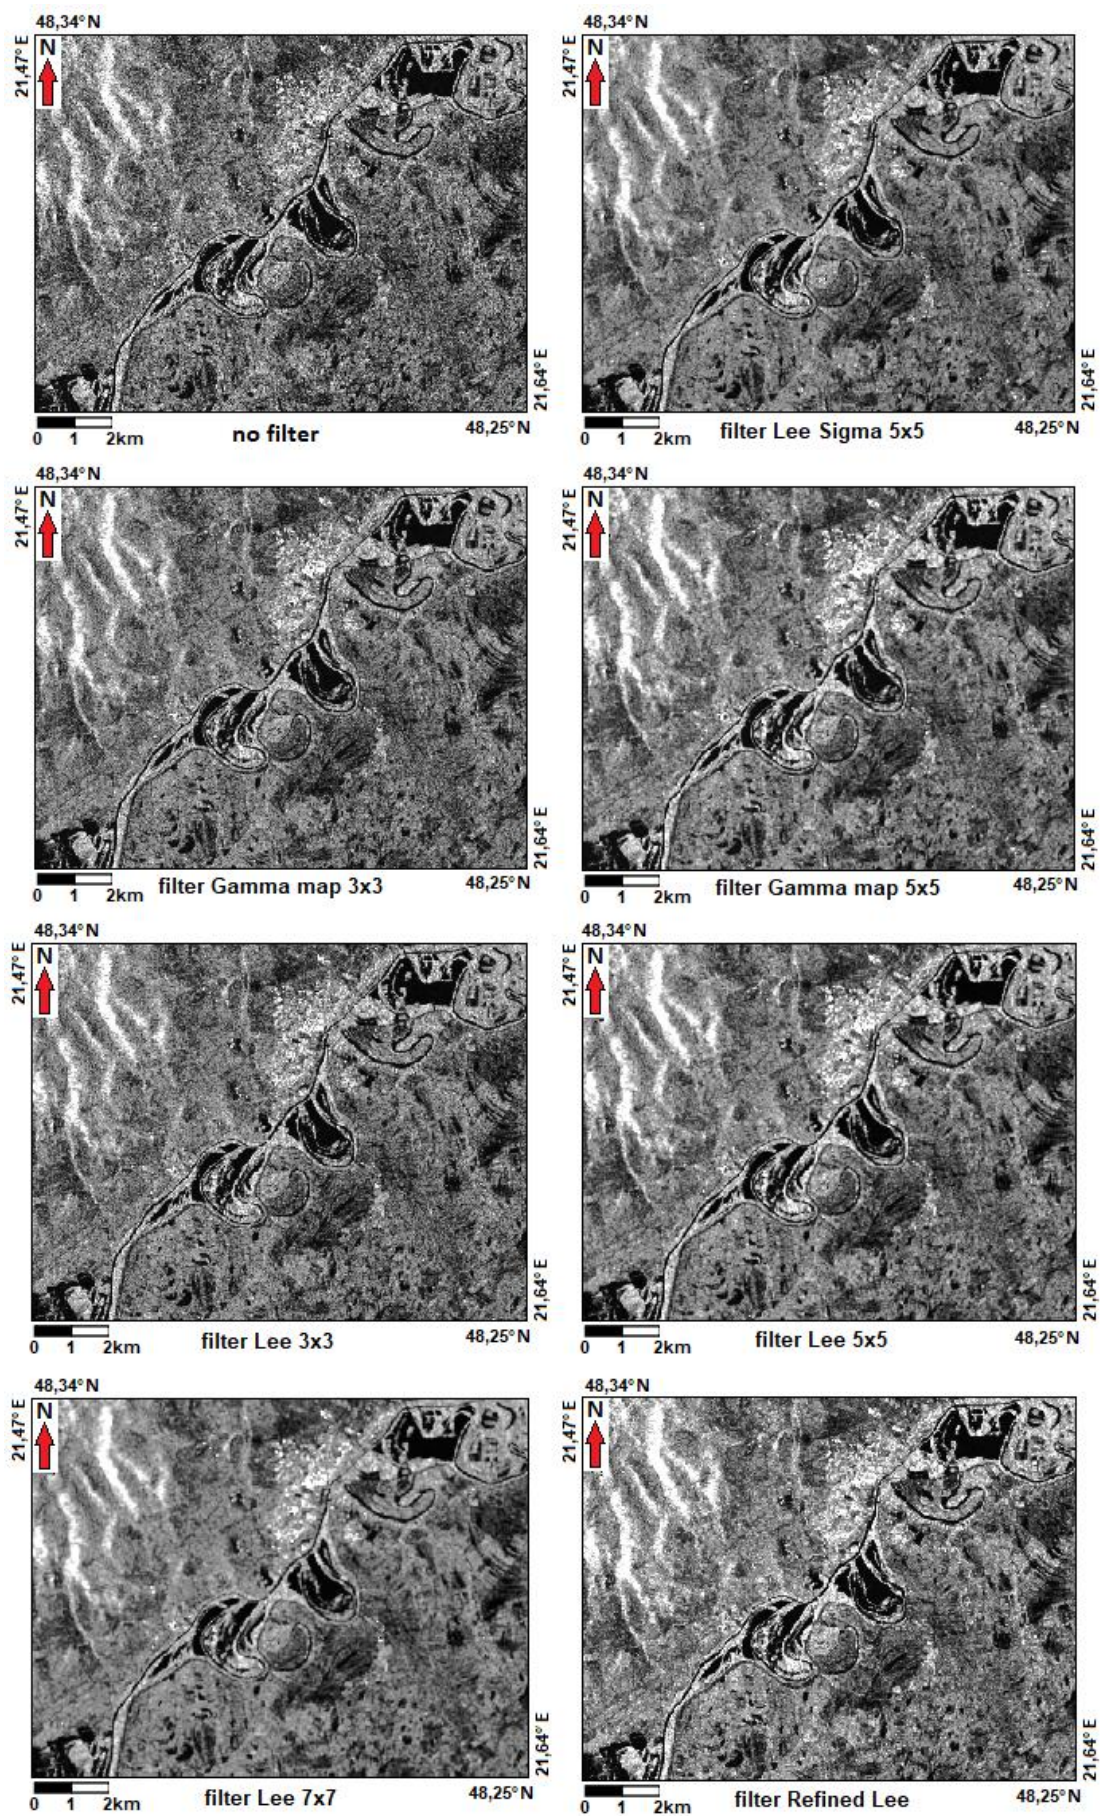 48,34° N
48,34° N
21,47° E
N
21,47° E
N
21,64° E
21,64° E
0 1 2km
no filter
48,25° N
0 1 2km
filter Lee Sigma 5x5
48,25° N
48,34° N
48,34° N
21,47° E
N
21,47° E
N
21,64° E
21,64° E
0 1 2km
filter Gamma map 3x3
48,25° N
0 1 2km
filter Gamma map 5x5
48,25° N
48,34° N
48,34° N
21,47° E
N
21,47° E
N
21,64° E
21,64° E
0 1 2km
filter Lee 3x3
48,25° N
0 1 2km
filter Lee 5x5
48,25° N
48,34° N
48,34° N
21,47° E
N
21,47° E
N
21,64° E
21,64° E
0 1 2km
filter Lee 7x7
48,25° N
0 1 2km
filter Refined Lee
48,25° N